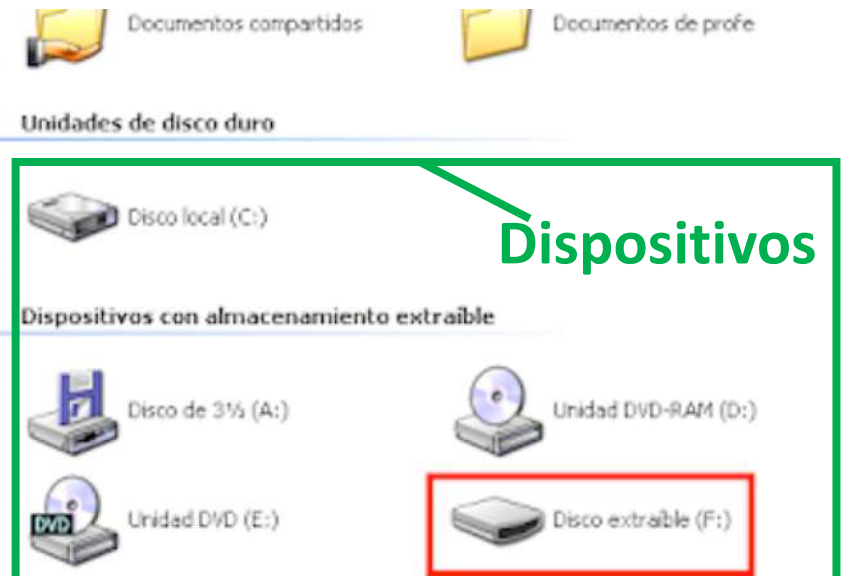 Documentos compartidos
Documentos de profe
Unidades de disco duro
Disco local (C:)
Dispositivos
Dispositivos con almacenamiento extraíble
Disco de 3½ (A:)
Unidad DVD-RAM (D:)
DVD
Unidad DVD (E:)
Disco extraíble (F:)